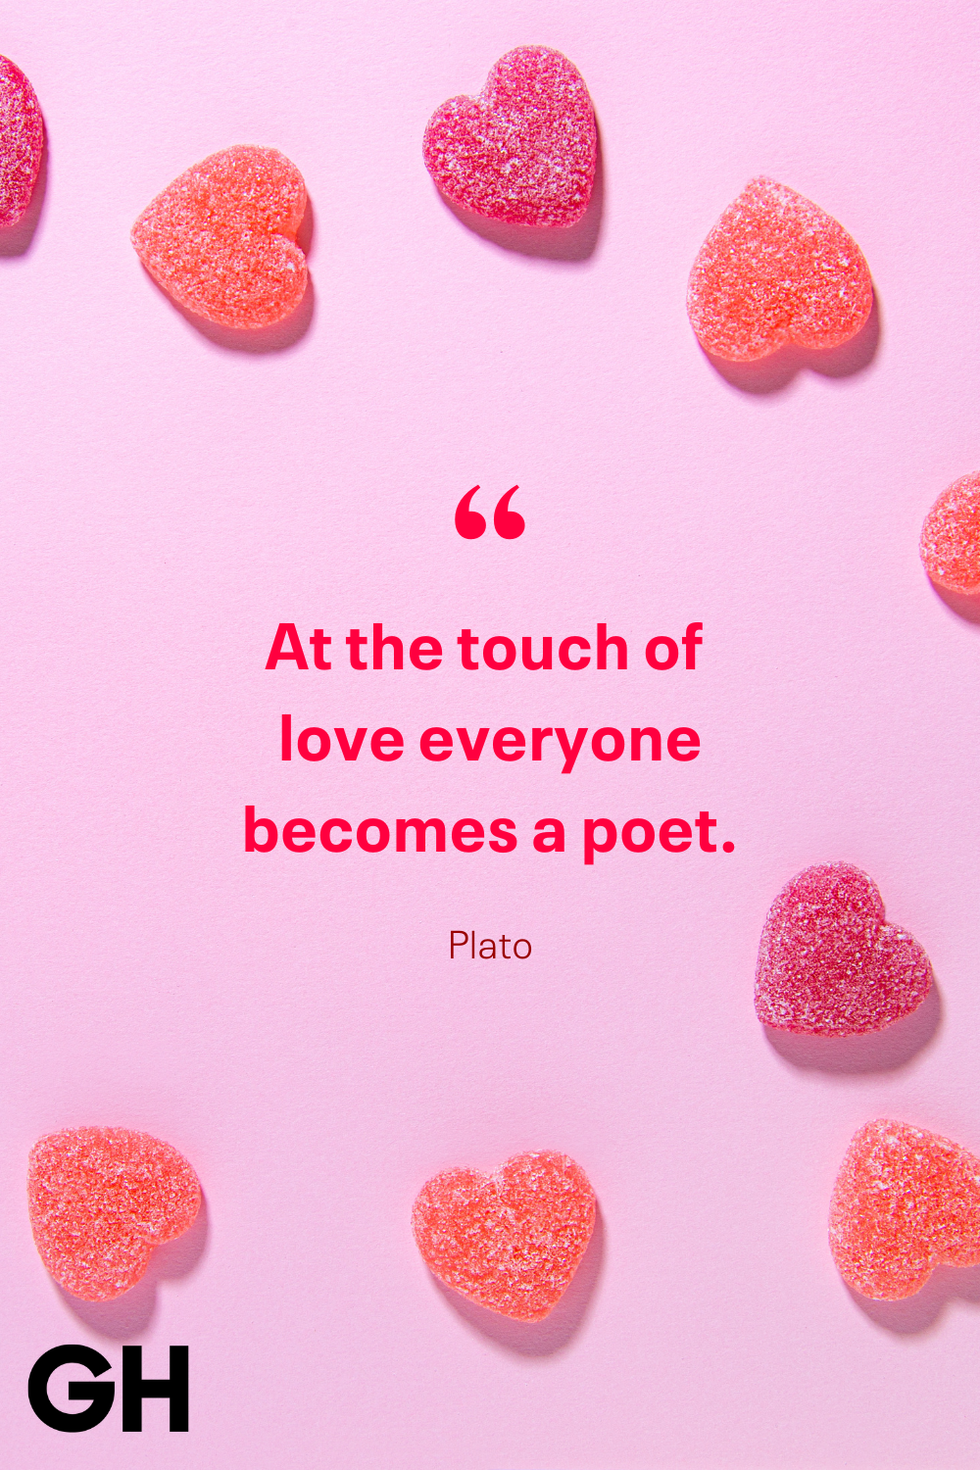 “
At the touch of
love everyone
becomes a poet.
Plato
GH